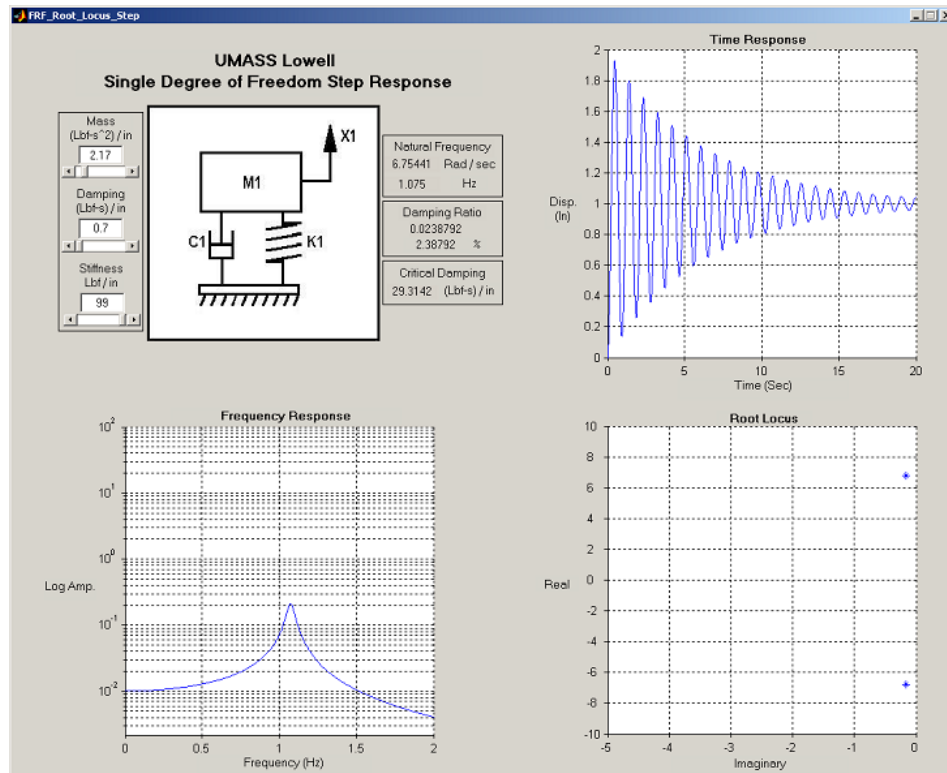 FRF_Root_Locus_Step
UMASS Lowell
Single Degree of Freedom Step Response
Mass
(Lbf-s^2) / in
2.17
Damping
(Lbf-s) / in
0.7
Stiffness
Lbf / in
99
X1
M1
C1
K1
Natural Frequency
6.75441 Rad / sec
1.075 Hz
Damping Ratio
0.0238792
2.38792 %
Critical Damping
29.3142 (Lbf-s) / in
Time Response
2
1.8
1.6
1.4
1.2
1
0.8
0.6
0.4
0.2
0
Disp.
(In)
0 5 10 15 20
Time (Sec)
Frequency Response
10^2
10^1
10^0
10^-1
10^-2
Log Amp.
0 0.5 1 1.5 2
Frequency (Hz)
Root Locus
10
8
6
4
2
0
-2
-4
-6
-8
-10
Real
-5 -4 -3 -2 -1 0
Imaginary